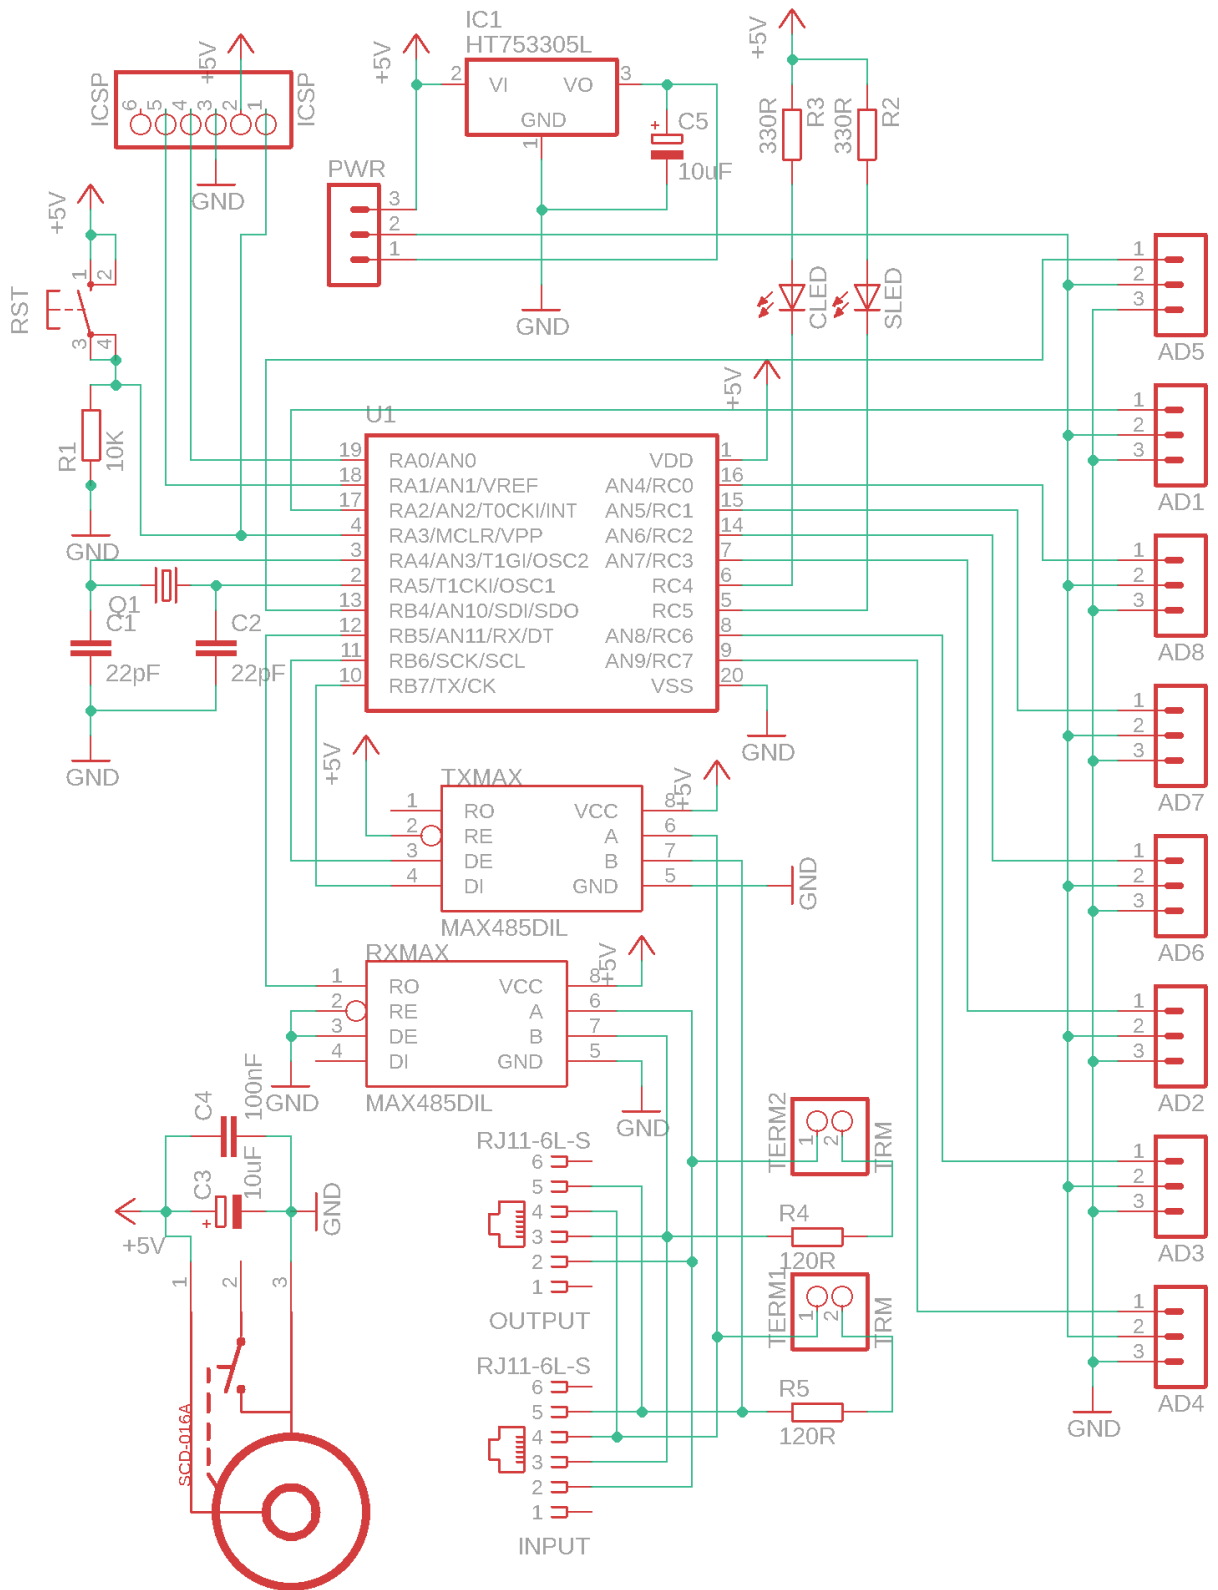 IC1
HT753305L
+5V
2
VI
VO
3
GND
1
C5
10uF
+
+5V
330R
R3
330R
R2
CLED
SLED
ICSP
6
5
4
3
2
1
ICSP
+5V
GND
PWR
3
2
1
GND
+5V
1
2
RST
3
4
R1
10K
GND
U1
+5V
19
RA0/AN0
18
RA1/AN1/VREF
17
RA2/AN2/T0CKI/INT
4
RA3/MCLR/VPP
3
RA4/AN3/T1GI/OSC2
2
RA5/T1CKI/OSC1
13
RB4/AN10/SDI/SDO
12
RB5/AN11/RX/DT
11
RB6/SCK/SCL
10
RB7/TX/CK
VDD
1
AN4/RC0
16
AN5/RC1
15
AN6/RC2
14
AN7/RC3
7
RC4
6
RC5
5
AN8/RC6
8
AN9/RC7
9
VSS
20
GND
Q1
C1
22pF
C2
22pF
GND
+5V
TXMAX
1
RO
2
RE
3
DE
4
DI
VCC
8
A
6
B
7
GND
5
+5V
GND
MAX485DIL
RXMAX
1
RO
2
RE
3
DE
4
DI
VCC
8
A
6
B
7
GND
5
+5V
GND
GND
MAX485DIL
C4
100nF
C3
10uF
+
+5V
GND
1
2
3
SCD-016A
RJ11-6L-S
6
5
4
3
2
1
OUTPUT
RJ11-6L-S
6
5
4
3
2
1
INPUT
TERM2
1
2
TRM
R4
120R
TERM1
1
2
TRM
R5
120R
1
2
3
AD5
1
2
3
AD1
1
2
3
AD8
1
2
3
AD7
1
2
3
AD6
1
2
3
AD2
1
2
3
AD3
1
2
3
AD4
GND